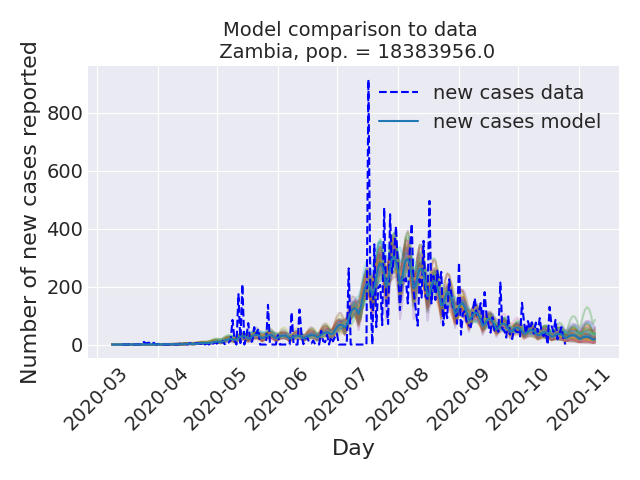 Model comparison to data
Zambia, pop. = 18383956.0
Number of new cases reported
800
600
400
200
0
new cases data
new cases model
2020-03
2020-04
2020-05
2020-06
2020-07
2020-08
2020-09
2020-10
2020-11
Day